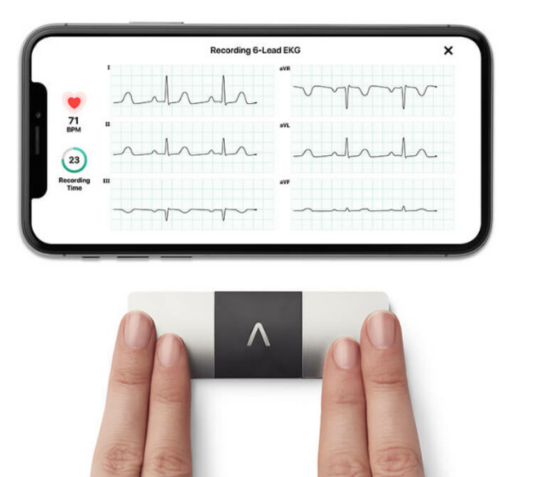 Recording 6-Lead EKG
I
aVR
71
BPM
II
aVL
23
Recording
Time
III
aVF